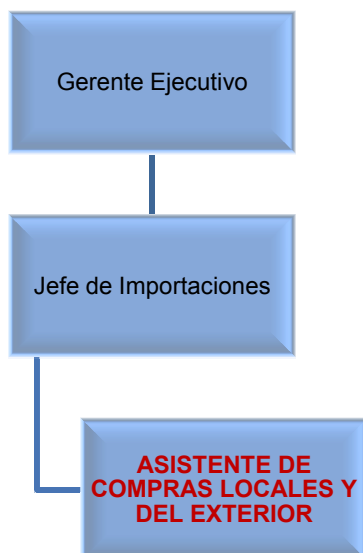 Gerente Ejecutivo
Jefe de Importaciones
ASISTENTE DE
COMPRAS LOCALES Y
DEL EXTERIOR